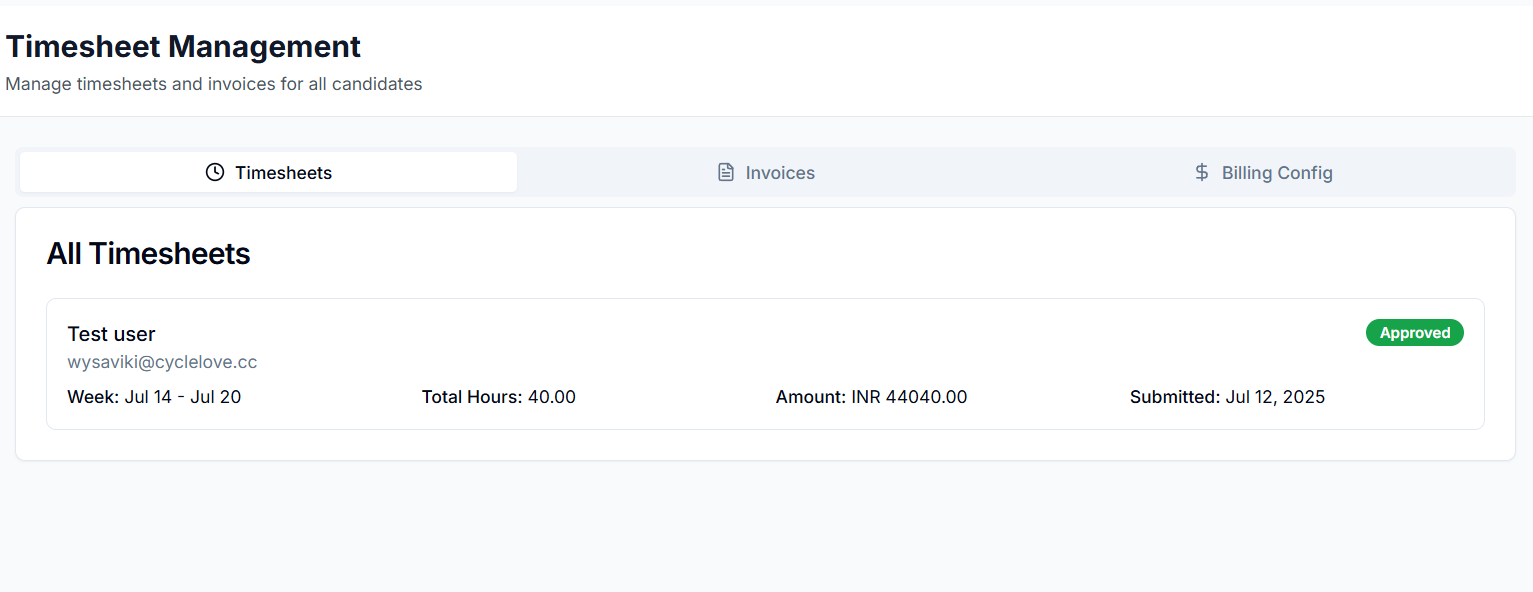 Timesheet Management
Manage timesheets and invoices for all candidates
Timesheets Invoices Billing Config
All Timesheets
Test user Approved
wysaviki@cyclelove.cc
Week: Jul 14 - Jul 20 Total Hours: 40.00 Amount: INR 44040.00 Submitted: Jul 12, 2025